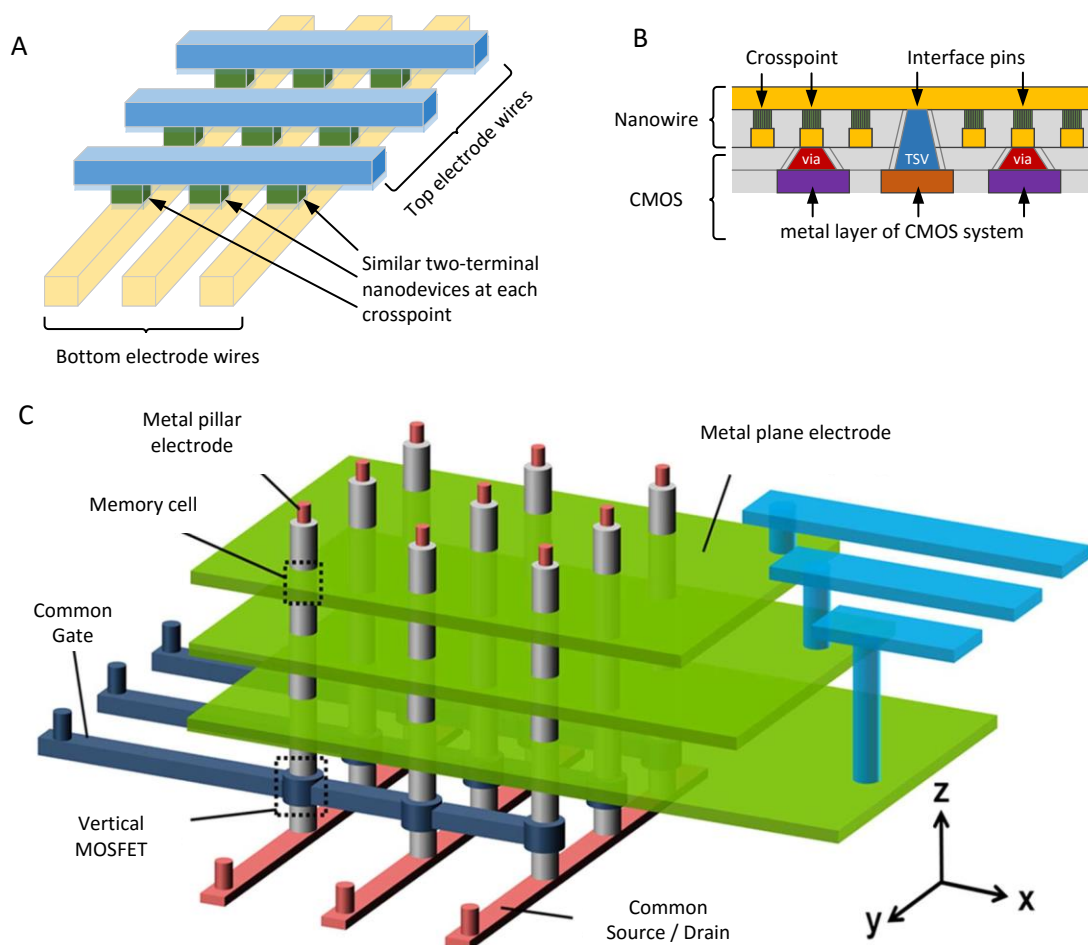 A
Top electrode wires
Similar two-terminal
nanodevices at each
crosspoint
Bottom electrode wires
B
Crosspoint
Interface pins
Nanowire
via
TSV
via
CMOS
metal layer of CMOS system
C
Metal pillar
electrode
Metal plane electrode
Memory cell
Common
Gate
Vertical
MOSFET
Common
Source / Drain
z
x
y